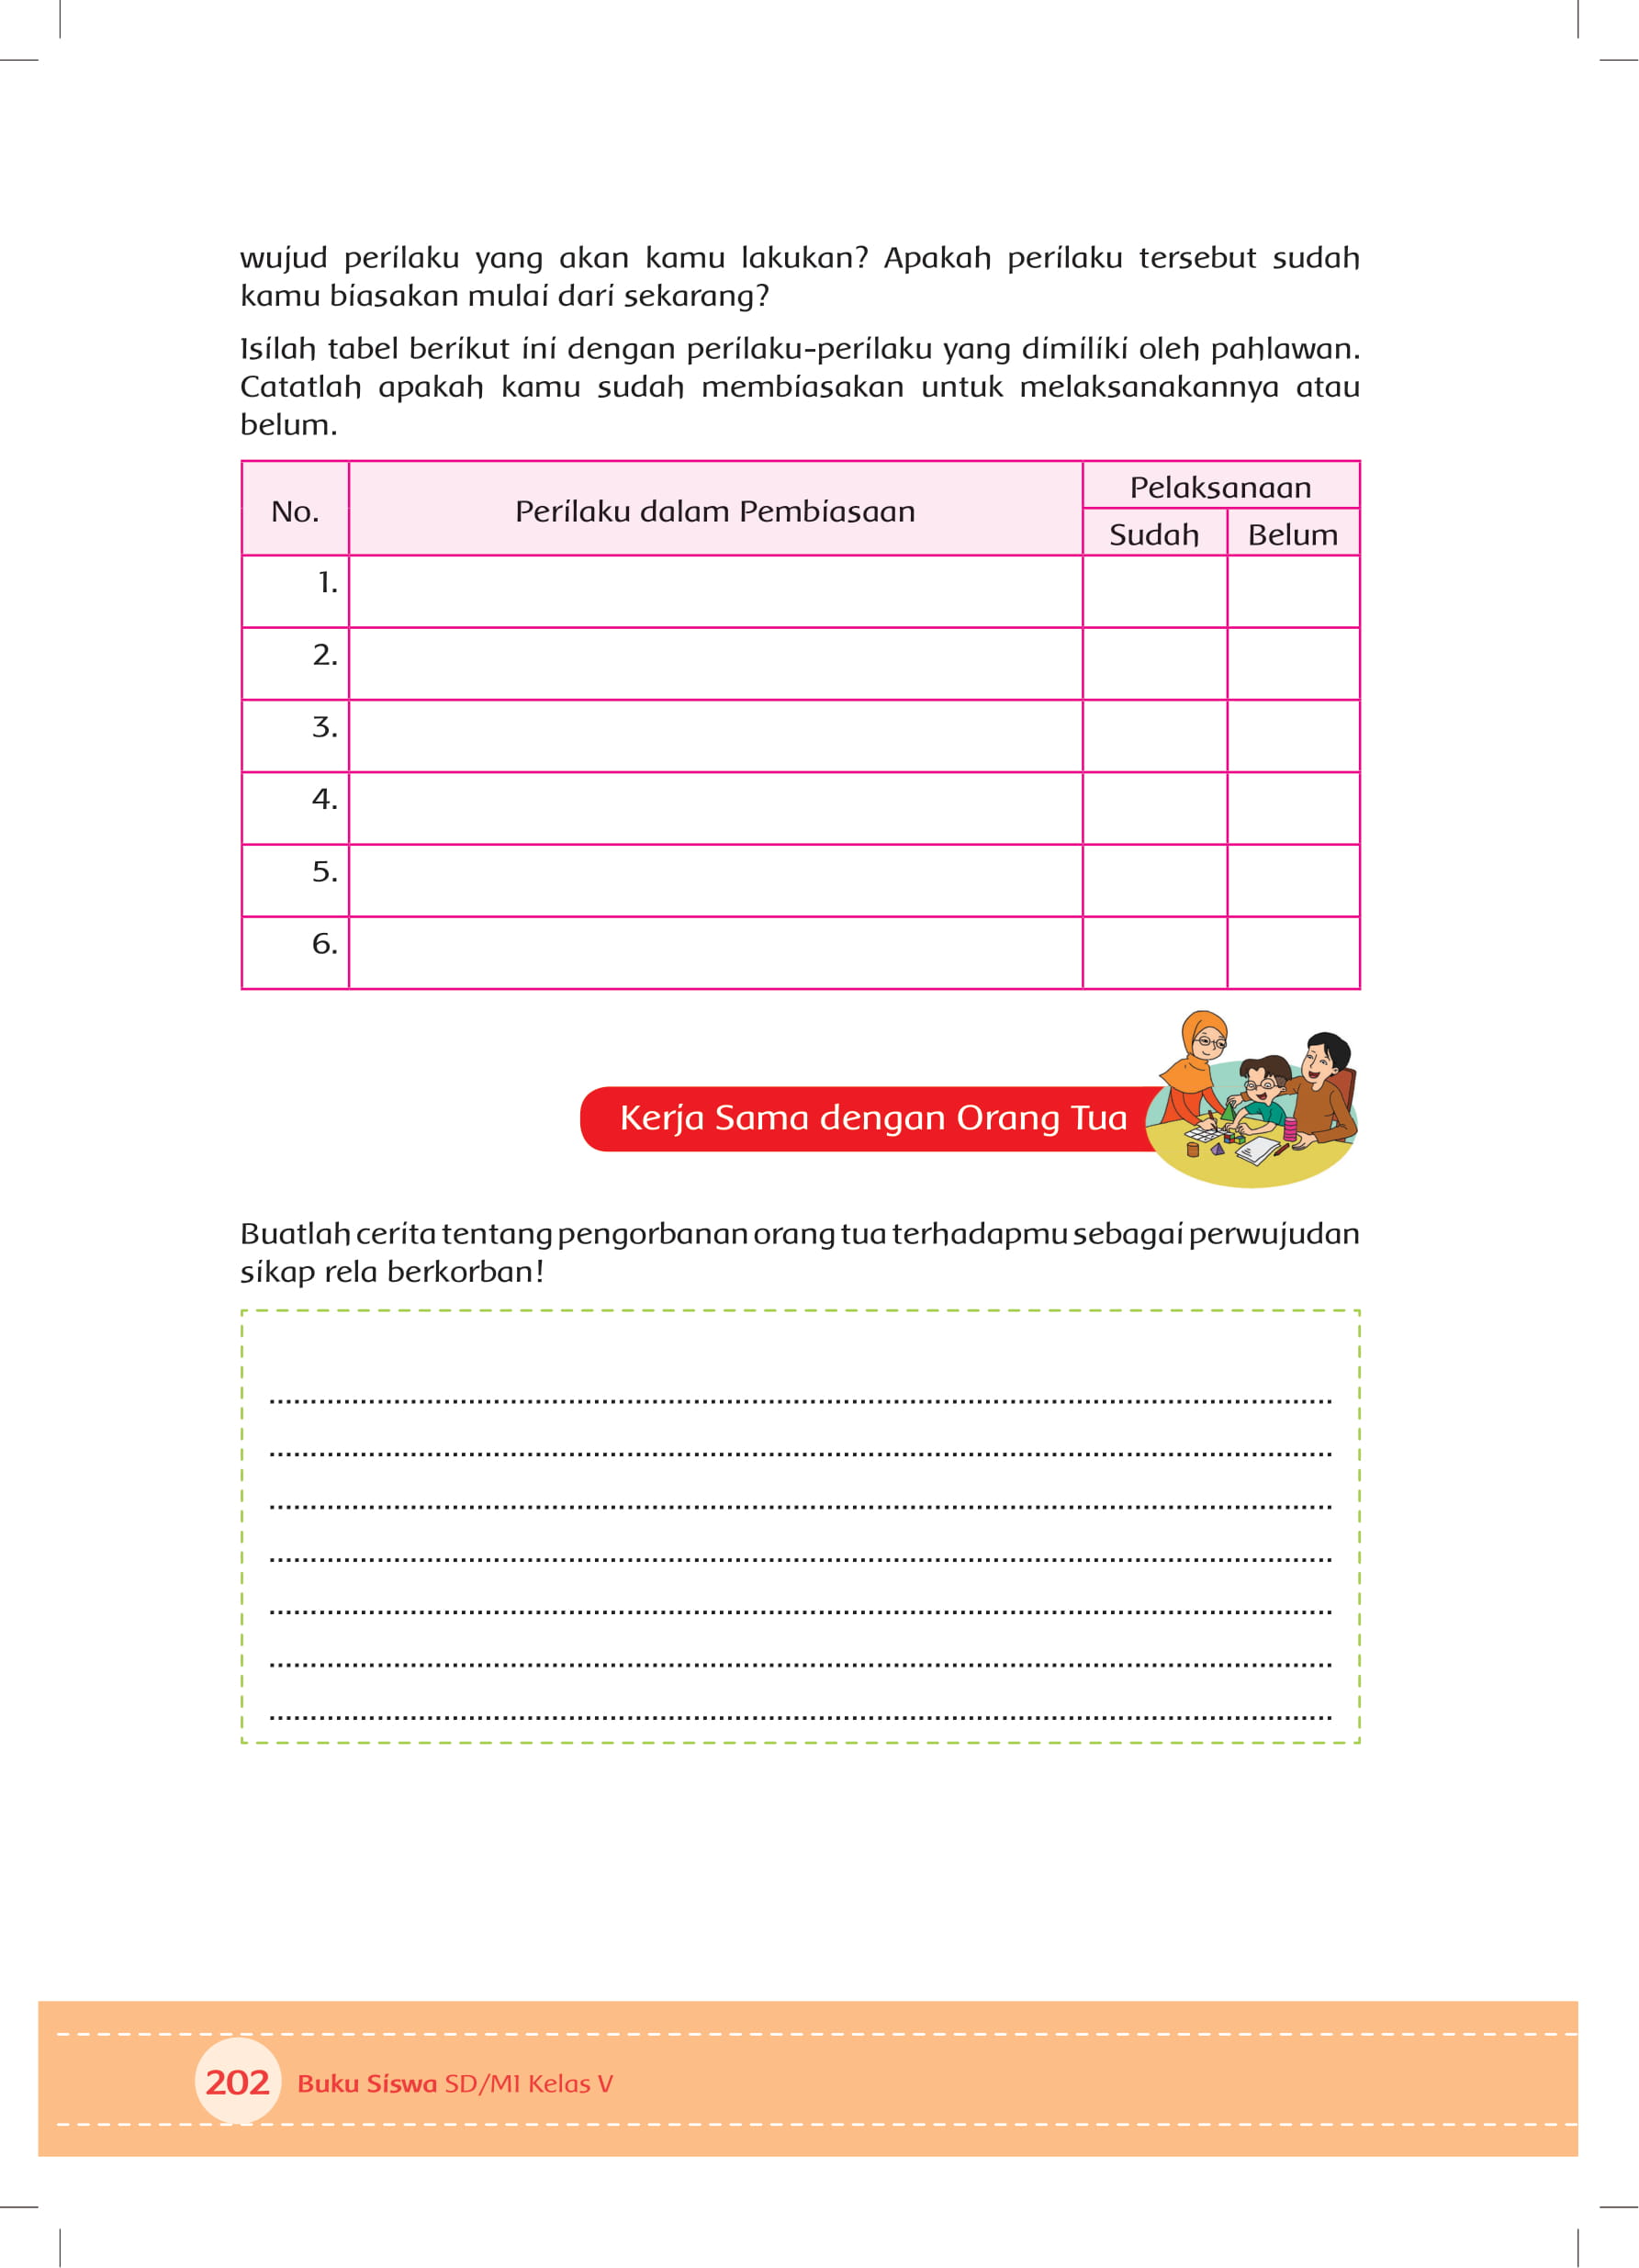 wujud perilaku yang akan kamu lakukan? Apakah perilaku tersebut sudah
kamu biasakan mulai dari sekarang?
Isilah tabel berikut ini dengan perilaku-perilaku yang dimiliki oleh pahlawan.
Catatlah apakah kamu sudah membiasakan untuk melaksanakannya atau
belum.
No.
Perilaku dalam Pembiasaan
Pelaksanaan
Sudah
Belum
1.
2.
3.
4.
5.
6.
Kerja Sama dengan Orang Tua
Buatlah cerita tentang pengorbanan orang tua terhadapmu sebagai perwujudan
sikap rela berkorban!
202 Buku Siswa SD/MI Kelas V